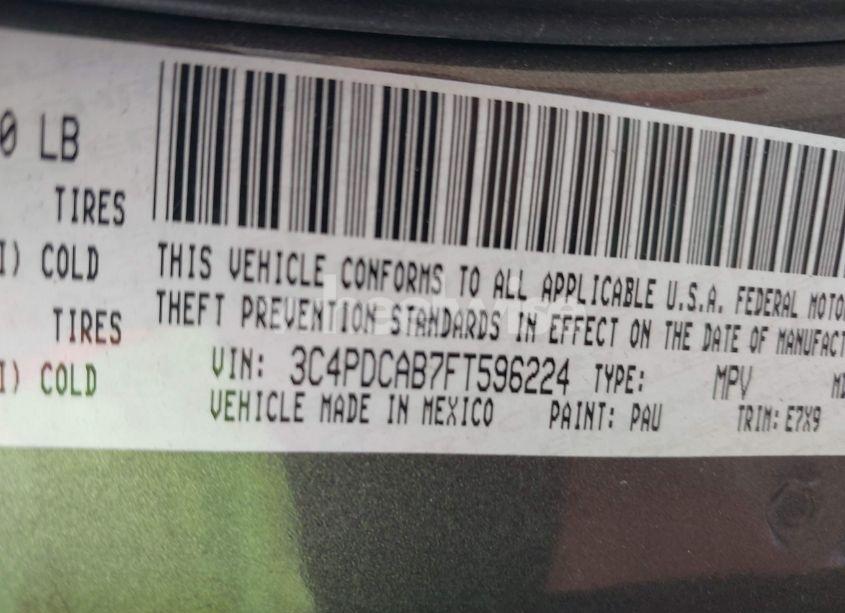 0 LB
TIRES
I) COLD
TIRES
I) COLD
THIS VEHICLE CONFORMS TO ALL APPLICABLE U.S.A. FEDERAL MOTOR
THEFT PREVENTION STANDARDS IN EFFECT ON THE DATE OF MANUFACT
VIN: 3C4PDCAB7FT596224 TYPE: MPV
VEHICLE MADE IN MEXICO PAINT: PAU TRIM: E7X9